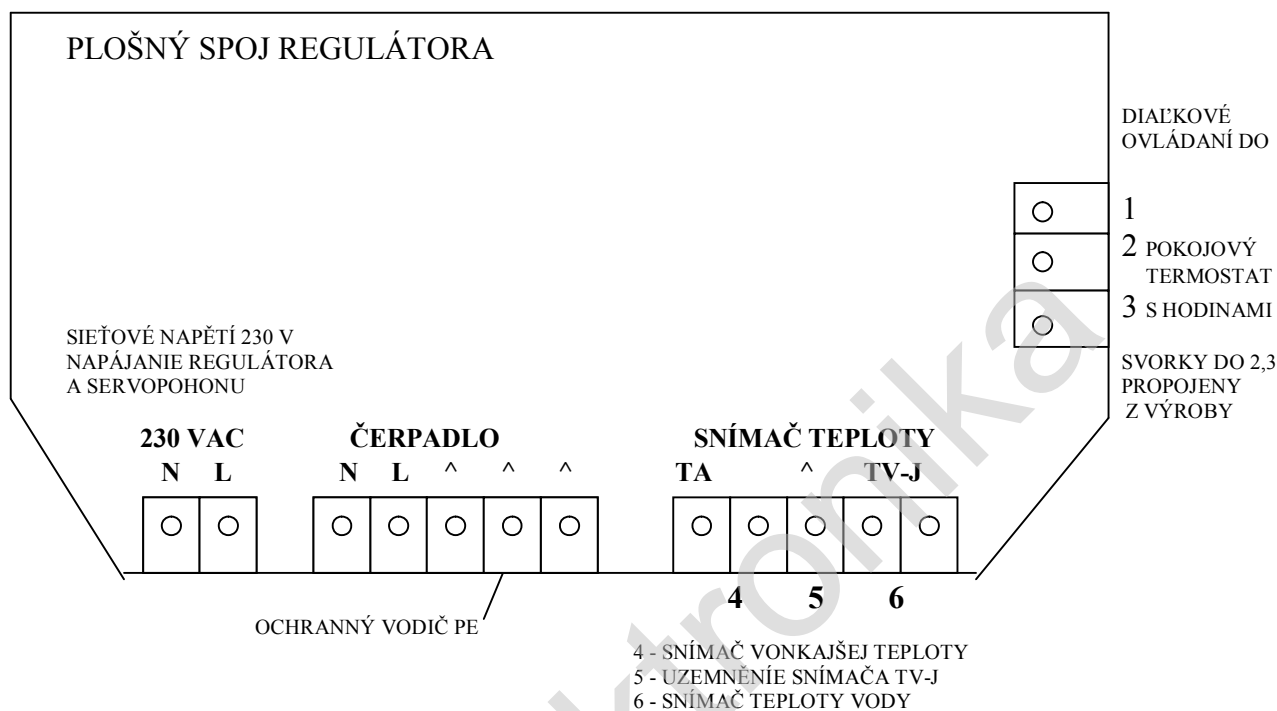 PLOŠNÝ SPOJ REGULÁTORA
DIAĽKOVÉ
OVLÁDANÍ DO
1
2 POKOJOVÝ
TERMOSTAT
3 S HODINAMI
SVORKY DO 2,3
PROPOJENY
Z VÝROBY
SIEŤOVÉ NAPĚTÍ 230 V
NAPÁJANIE REGULÁTORA
A SERVOPOHONU
230 VAC ČERPADLO SNÍMAČ TEPLOTY
N L N L ^ ^ ^ TA ^ TV-J
4 5 6
OCHRANNÝ VODIČ PE
4 - SNÍMAČ VONKAJŠEJ TEPLOTY
5 - UZEMNĚNÍE SNÍMAČA TV-J
6 - SNÍMAČ TEPLOTY VODY
ktronika